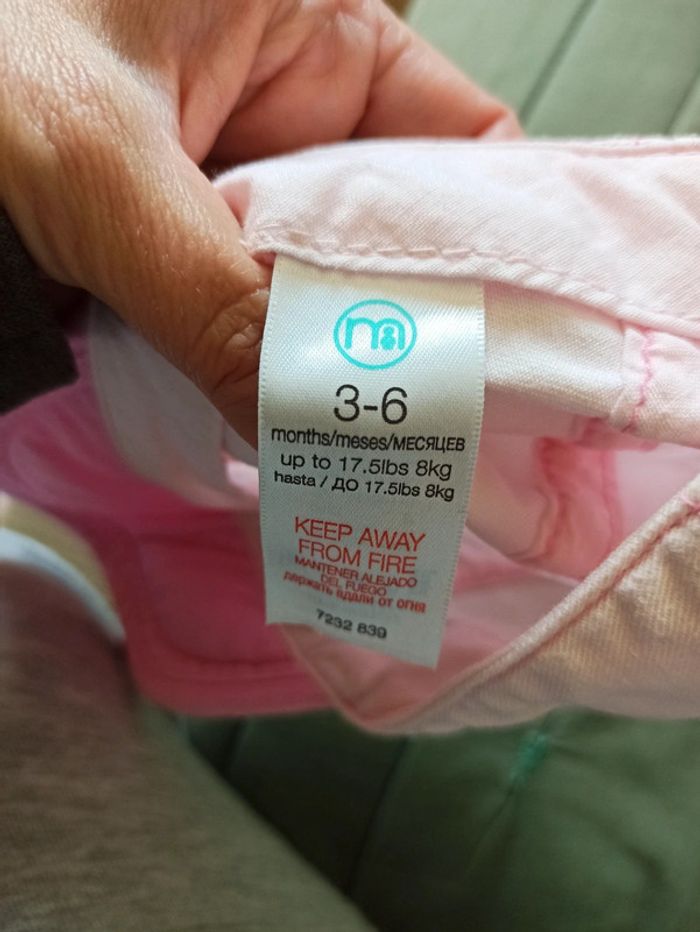 m
3-6
months/meses/МЕСЯЦЕВ
up to 17.5lbs 8kg
hasta / ДО 17.5lbs 8kg
KEEP AWAY
FROM FIRE
MANTENER ALEJADO
DEL FUEGO
держать вдали от огня
7232 839